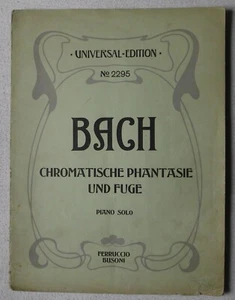 · UNIVERSAL-EDITION ·
No 2295
BACH
CHROMATISCHE PHANTASIE
UND FUGE
PIANO SOLO
FERRUCCIO
BUSONI